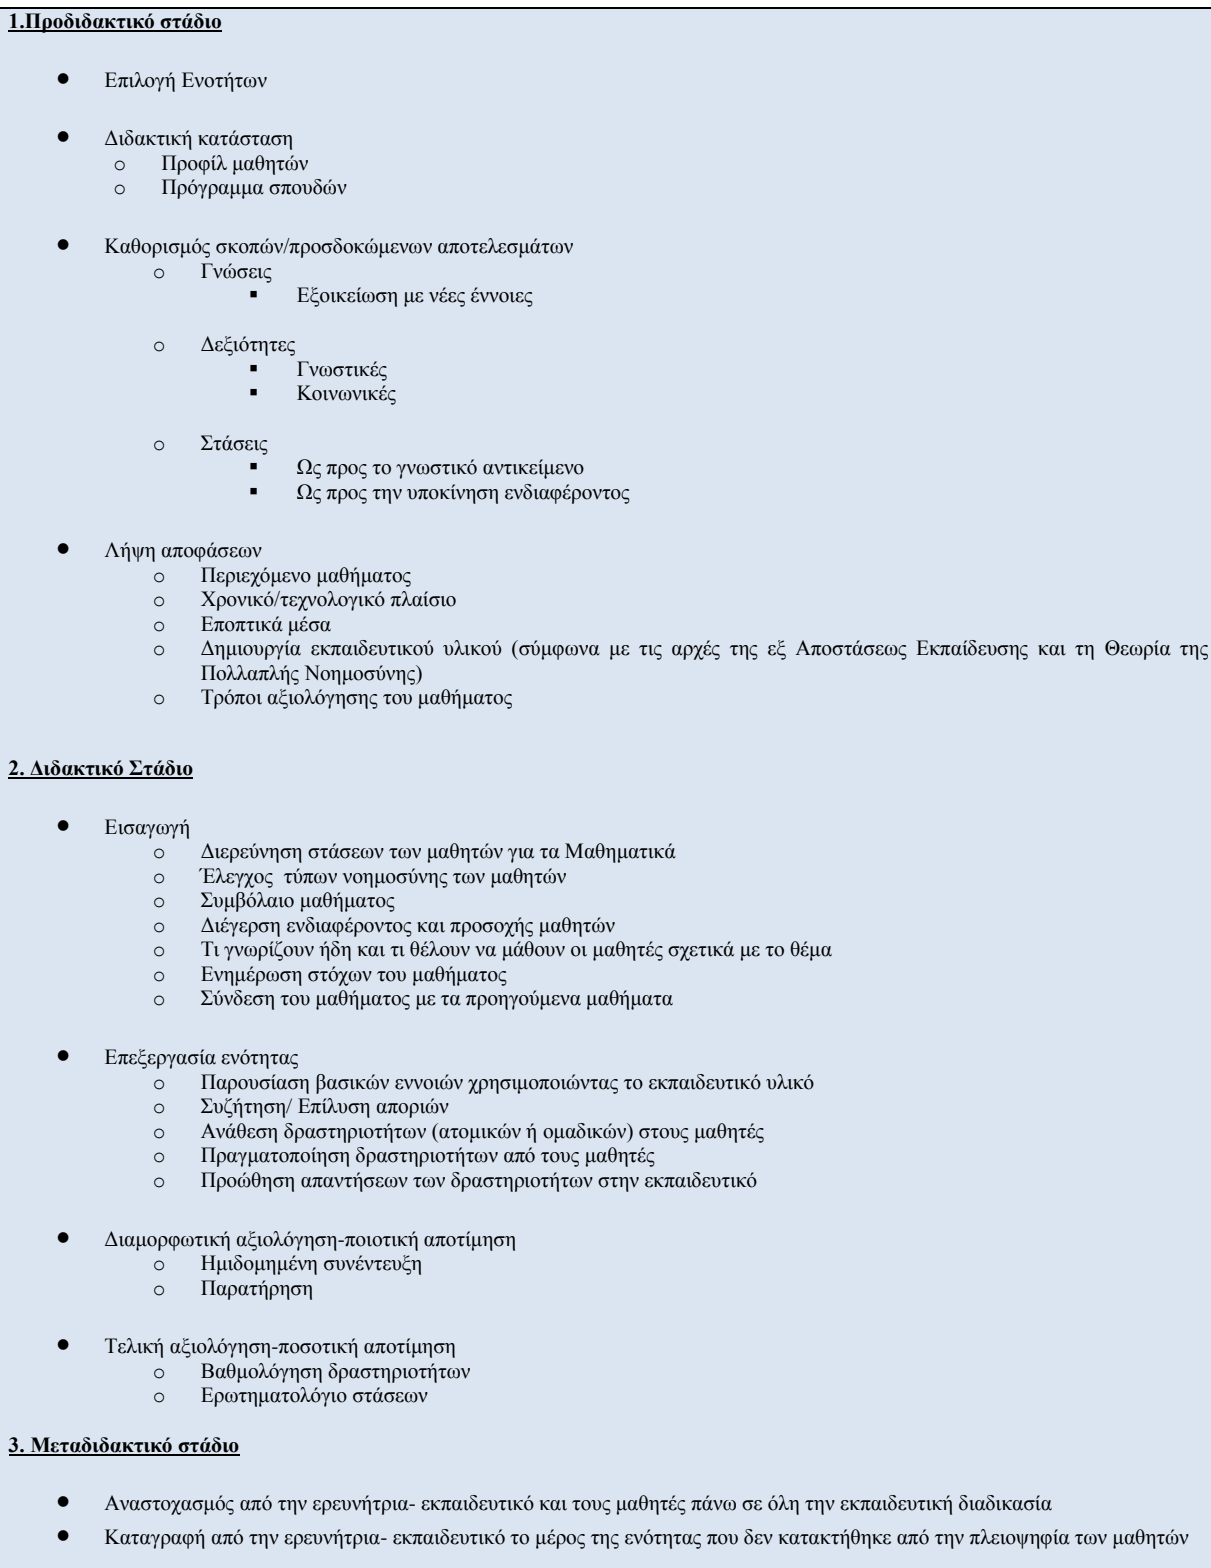 1.Προδιδακτικό στάδιο
● Επιλογή Ενοτήτων
● Διδακτική κατάσταση
o Προφίλ μαθητών
o Πρόγραμμα σπουδών
● Καθορισμός σκοπών/προσδοκώμενων αποτελεσμάτων
o Γνώσεις
▪ Εξοικείωση με νέες έννοιες
o Δεξιότητες
▪ Γνωστικές
▪ Κοινωνικές
o Στάσεις
▪ Ως προς το γνωστικό αντικείμενο
▪ Ως προς την υποκίνηση ενδιαφέροντος
● Λήψη αποφάσεων
o Περιεχόμενο μαθήματος
o Χρονικό/τεχνολογικό πλαίσιο
o Εποπτικά μέσα
o Δημιουργία εκπαιδευτικού υλικού (σύμφωνα με τις αρχές της εξ Αποστάσεως Εκπαίδευσης και τη Θεωρία της
Πολλαπλής Νοημοσύνης)
o Τρόποι αξιολόγησης του μαθήματος
2. Διδακτικό Στάδιο
● Εισαγωγή
o Διερεύνηση στάσεων των μαθητών για τα Μαθηματικά
o Έλεγχος τύπων νοημοσύνης των μαθητών
o Συμβόλαιο μαθήματος
o Διέγερση ενδιαφέροντος και προσοχής μαθητών
o Τι γνωρίζουν ήδη και τι θέλουν να μάθουν οι μαθητές σχετικά με το θέμα
o Ενημέρωση στόχων του μαθήματος
o Σύνδεση του μαθήματος με τα προηγούμενα μαθήματα
● Επεξεργασία ενότητας
o Παρουσίαση βασικών εννοιών χρησιμοποιώντας το εκπαιδευτικό υλικό
o Συζήτηση/ Επίλυση αποριών
o Ανάθεση δραστηριοτήτων (ατομικών ή ομαδικών) στους μαθητές
o Πραγματοποίηση δραστηριοτήτων από τους μαθητές
o Προώθηση απαντήσεων των δραστηριοτήτων στην εκπαιδευτικό
● Διαμορφωτική αξιολόγηση-ποιοτική αποτίμηση
o Ημιδομημένη συνέντευξη
o Παρατήρηση
● Τελική αξιολόγηση-ποσοτική αποτίμηση
o Βαθμολόγηση δραστηριοτήτων
o Ερωτηματολόγιο στάσεων
3. Μεταδιδακτικό στάδιο
● Αναστοχασμός από την ερευνήτρια- εκπαιδευτικό και τους μαθητές πάνω σε όλη την εκπαιδευτική διαδικασία
● Καταγραφή από την ερευνήτρια- εκπαιδευτικό το μέρος της ενότητας που δεν κατακτήθηκε από την πλειοψηφία των μαθητών